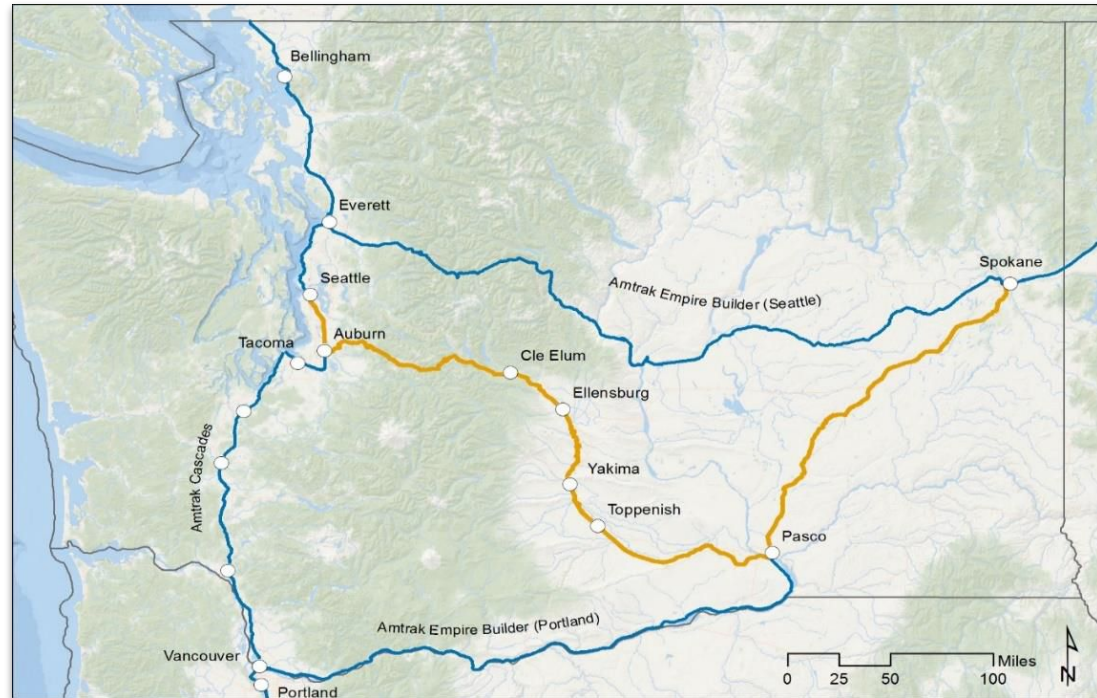 Bellingham
Everett
Seattle
Spokane
Amtrak Empire Builder (Seattle)
Tacoma
Auburn
Cle Elum
Ellensburg
Amtrak Cascades
Yakima
Toppenish
Pasco
Amtrak Empire Builder (Portland)
Vancouver
Portland
Miles
0 25 50 100
N